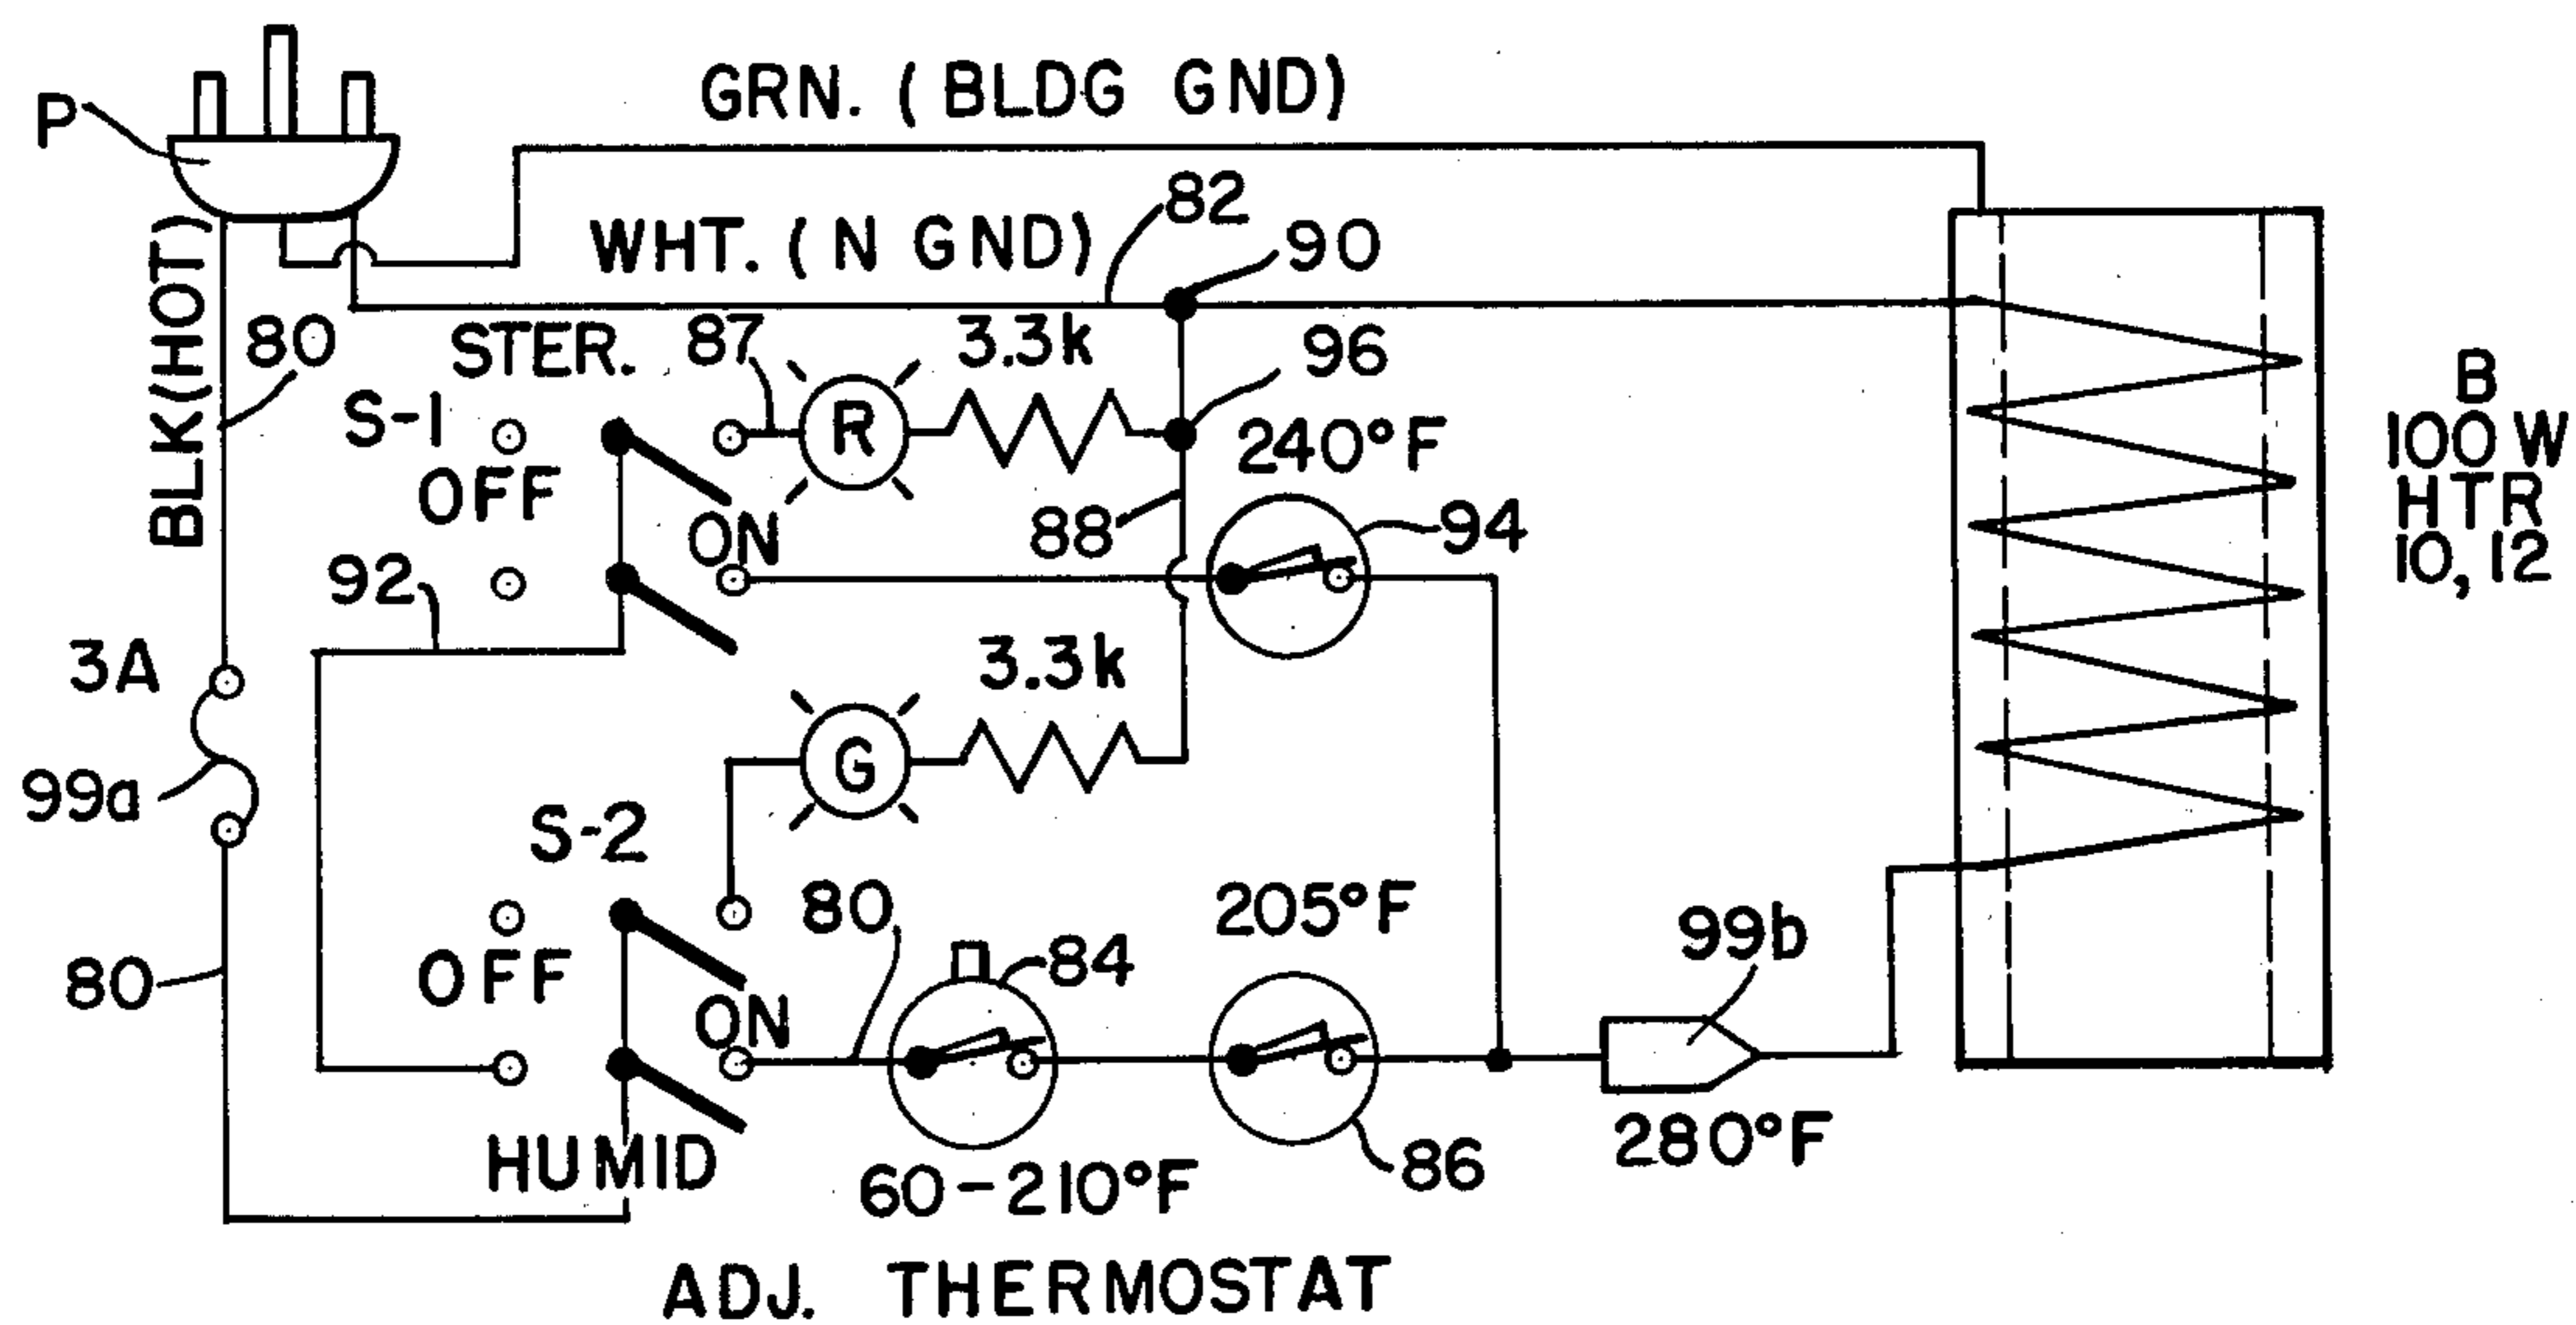 P
GRN. (BLDG GND)
82
WHT. (N GND)
90
BLK(HOT)
80
STER.
87
3.3k
96
S-1
R
240°F
B
100 W
HTR
10, 12
OFF
ON
88
94
92
3A
3.3k
99a
G
S-2
80
205°F
99b
80
OFF
84
ON
HUMID
60-210°F
86
280°F
ADJ. THERMOSTAT